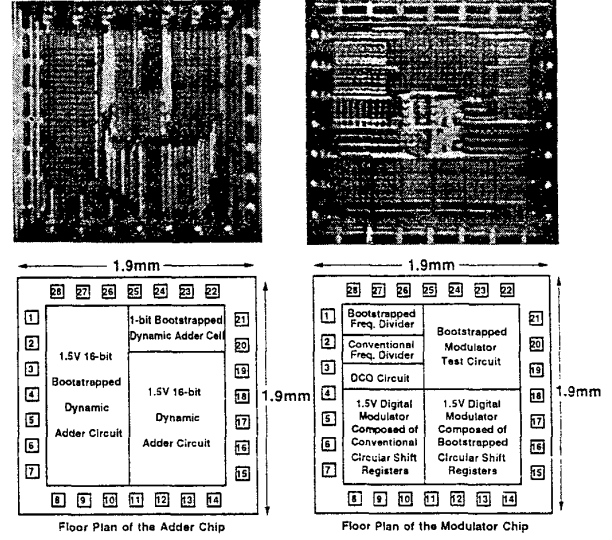 1.9mm
28 27 26 25 24 23 22
1 2 3 4 5 6 7
1.5V 16-bit
Bootstrapped
Dynamic
Adder Circuit
1-bit Bootstrapped
Dynamic Adder Cell
1.5V 16-bit
Dynamic
Adder Circuit
21 20 19 18 17 16 15
1.9mm
8 9 10 11 12 13 14
Floor Plan of the Adder Chip
1.9mm
28 27 26 25 24 23 22
1 2 3 4 5 6 7
Bootstrapped
Freq. Divider
Conventional
Freq. Divider
DCO Circuit
Bootstrapped
Modulator
Test Circuit
1.5V Digital
Modulator
Composed of
Conventional
Circular Shift
Registers
1.5V Digital
Modulator
Composed of
Bootstrapped
Circular Shift
Registers
21 20 19 18 17 16 15
1.9mm
8 9 10 11 12 13 14
Floor Plan of the Modulator Chip